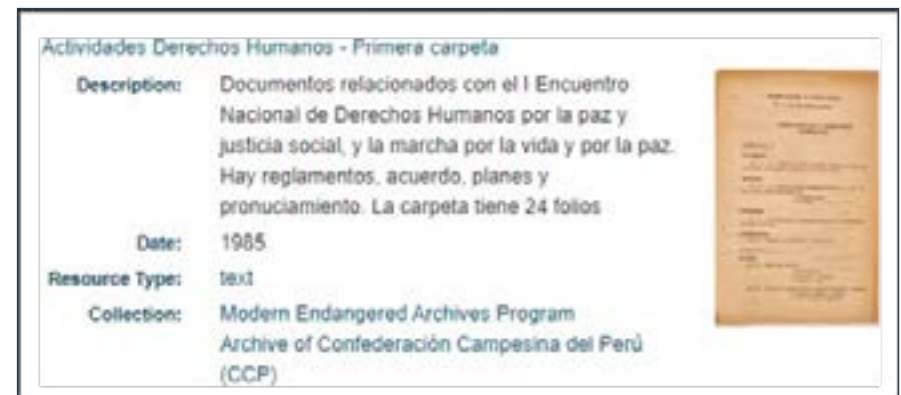 Actividades Derechos Humanos - Primera carpeta
Description: Documentos relacionados con el I Encuentro
Nacional de Derechos Humanos por la paz y
justicia social, y la marcha por la vida y por la paz.
Hay reglamentos, acuerdo, planes y
pronuciamiento. La carpeta tiene 24 folios
Date: 1985
Resource Type: text
Collection: Modern Endangered Archives Program
Archive of Confederación Campesina del Perú
(CCP)